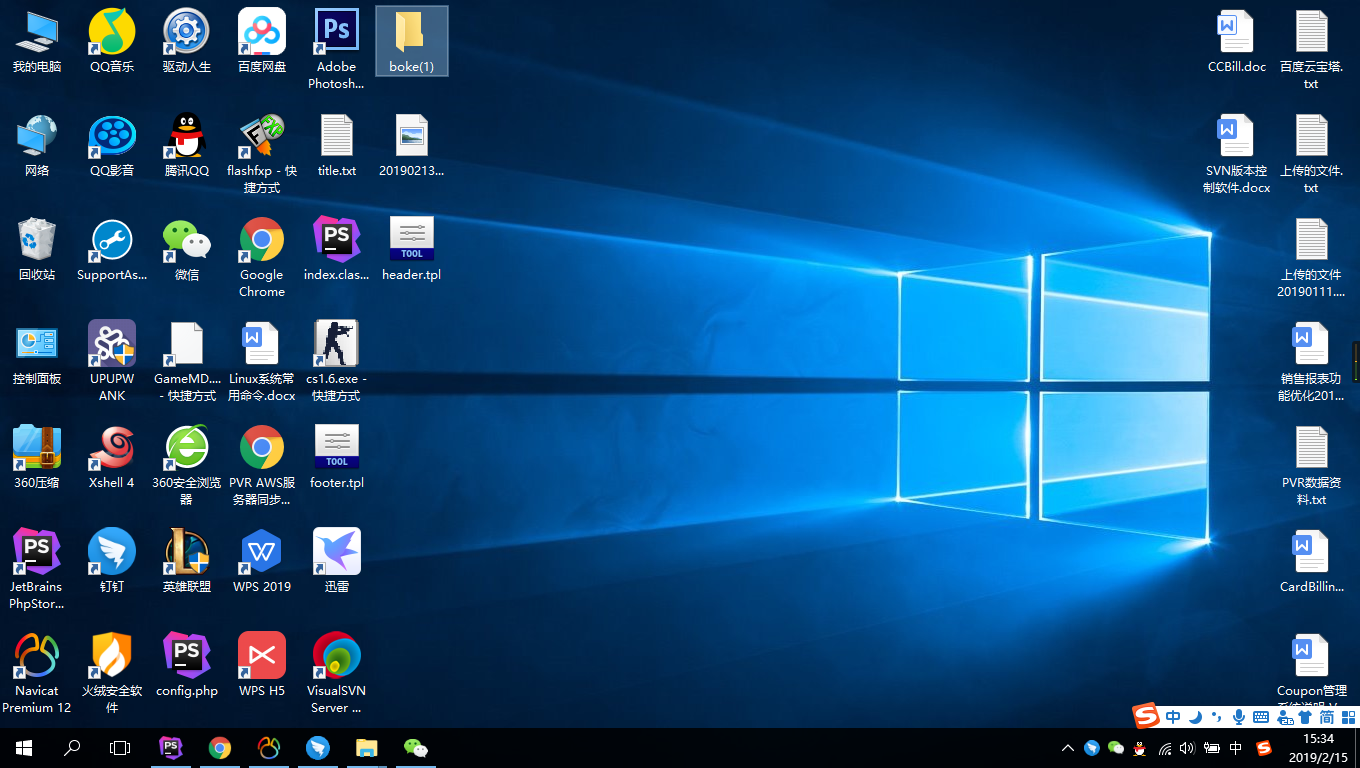 我的电脑
QQ音乐
驱动人生
百度网盘
Ps
Adobe
Photosh...
boke(1)
CCBill.doc
百度云宝塔.
txt
网络
QQ影音
腾讯QQ
flashfxp - 快
捷方式
title.txt
20190213...
SVN版本控
制软件.docx
上传的文件.
txt
回收站
SupportAs...
微信
Google
Chrome
PS
index.clas...
TOOL
header.tpl
上传的文件
20190111....
控制面板
UPUPW
ANK
GameMD....
- 快捷方式
Linux系统常
用命令.docx
cs1.6.exe -
快捷方式
销售报表功
能优化201...
360压缩
Xshell 4
360安全浏览
器
PVR AWS服
务器同步...
TOOL
footer.tpl
PVR数据资
料.txt
PS
JetBrains
PhpStor...
钉钉
英雄联盟
WPS 2019
迅雷
CardBillin...
Navicat
Premium 12
火绒安全软
件
PS
config.php
WPS H5
VisualSVN
Server ...
Coupon管理
中
简
PS
中
15:34
2019/2/15